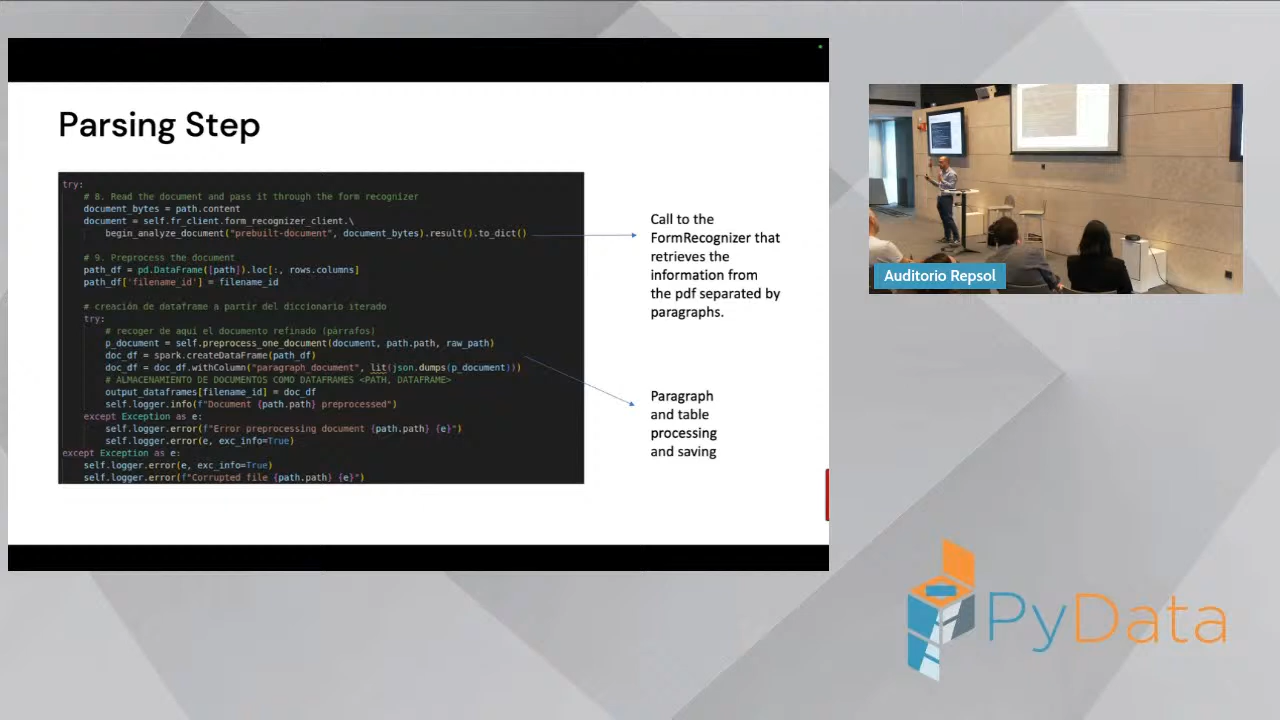 Parsing Step
try:
# 8. Read the document and pass it through the form recognizer
document_bytes = path.content
document = self.fr_client.form_recognizer_client.\
begin_analyze_document("prebuilt-document", document_bytes).result().to_dict()
# 9. Preprocess the document
path_df = pd.DataFrame([path]).loc[:, rows.columns]
path_df['filename_id'] = filename_id
# creación de dataframe a partir del diccionario iterado
try:
# recoger de aqui el documento refinado (párrafos)
p_document = self.preprocess_one_document(document, path.path, raw_path)
doc_df = spark.createDataFrame(path_df)
doc_df = doc_df.withColumn("paragraph_document", lit(json.dumps(p_document)))
# ALMACENAMIENTO DE DOCUMENTOS COMO DATAFRAMES <PATH, DATAFRAME>
output_dataframes[filename_id] = doc_df
self.logger.info(f"Document {path.path} preprocessed")
except Exception as e:
self.logger.error(f"Error preprocessing document {path.path} {e}")
self.logger.error(e, exc_info=True)
except Exception as e:
self.logger.error(e, exc_info=True)
self.logger.error(f"Corrupted file {path.path} {e}")
Call to the
FormRecognizer that
retrieves the
information from
the pdf separated by
paragraphs.
Paragraph
and table
processing
and saving
Auditorio Repsol
PyData